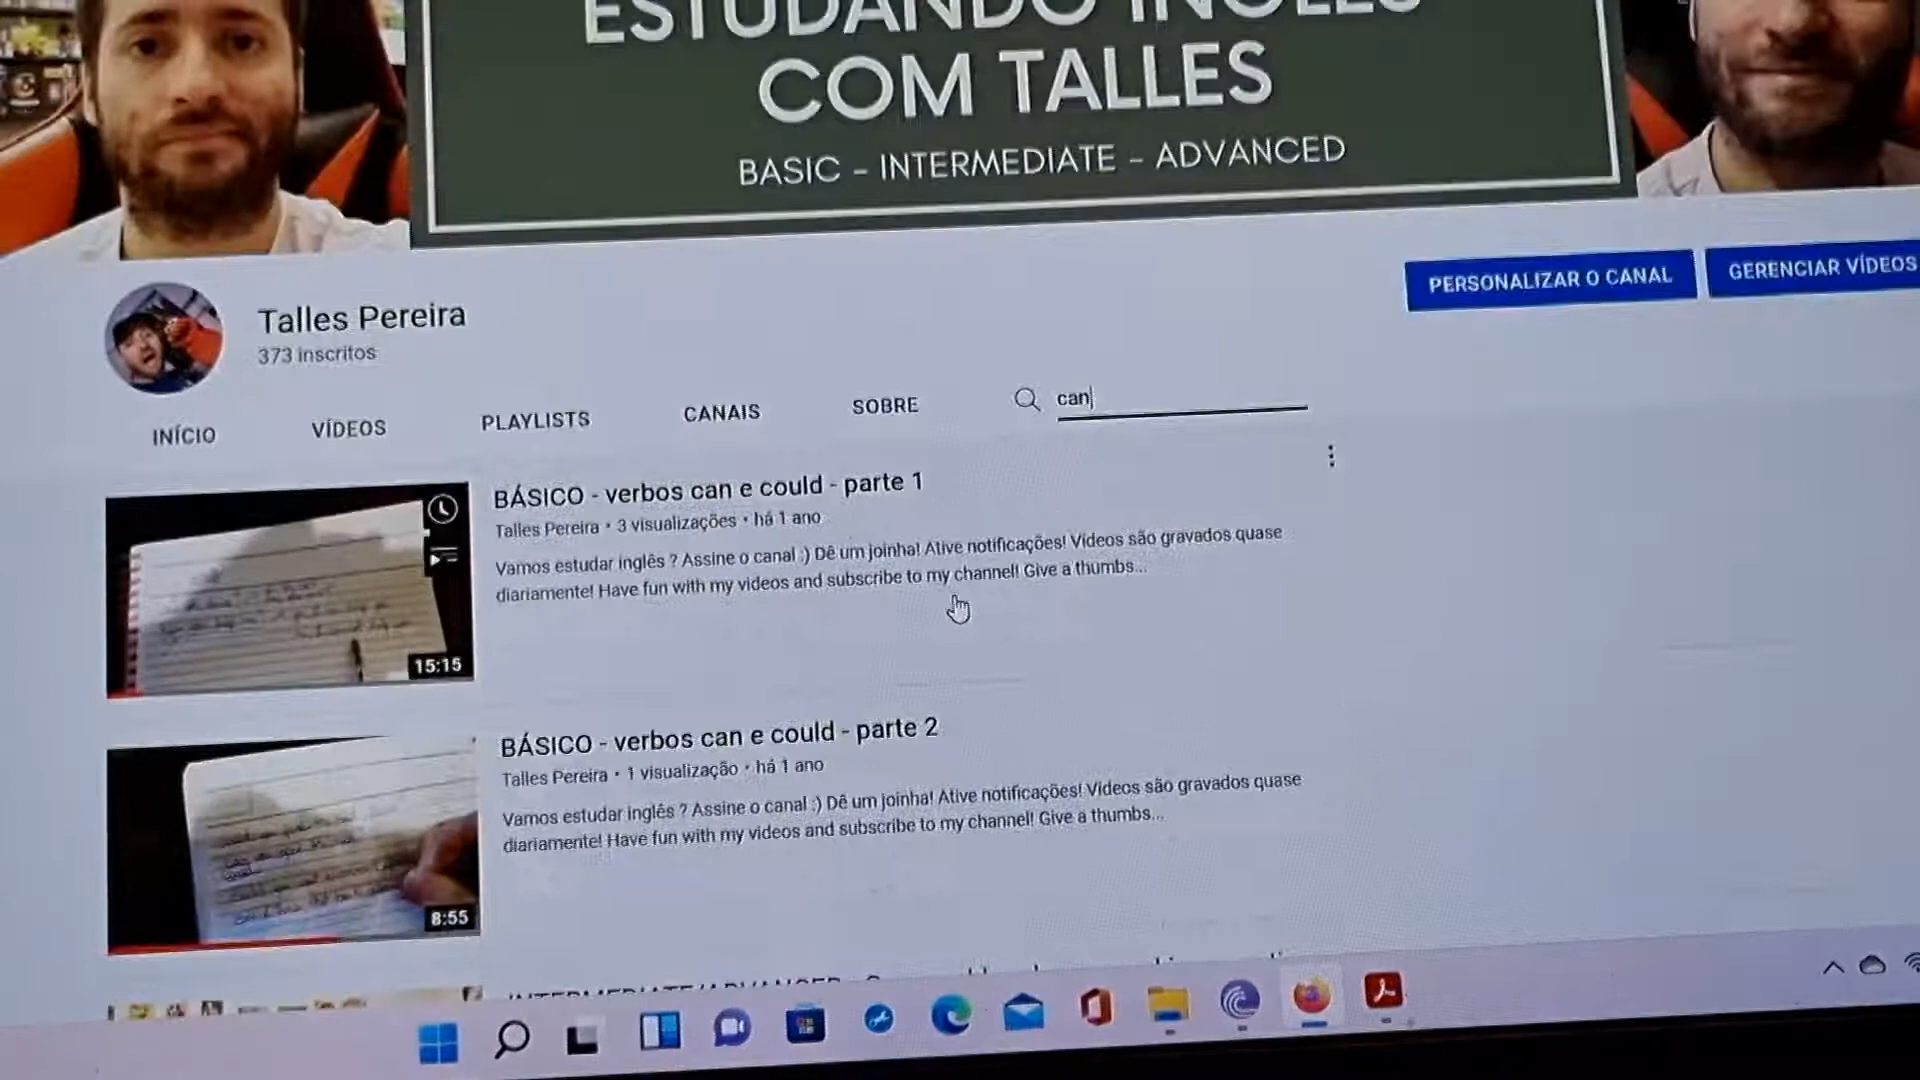 ESTUDANDO INGLÊS
COM TALLES
BASIC - INTERMEDIATE - ADVANCED
PERSONALIZAR O CANAL
GERENCIAR VÍDEOS
Talles Pereira
373 inscritos
INÍCIO
VÍDEOS
PLAYLISTS
CANAIS
SOBRE
can
BÁSICO - verbos can e could - parte 1
Talles Pereira • 3 visualizações • há 1 ano
Vamos estudar inglês ? Assine o canal :) Dê um joinha! Ative notificações! Vídeos são gravados quase
diariamente! Have fun with my videos and subscribe to my channel! Give a thumbs...
15:15
BÁSICO - verbos can e could - parte 2
Talles Pereira • 1 visualização • há 1 ano
Vamos estudar inglês ? Assine o canal :) Dê um joinha! Ative notificações! Vídeos são gravados quase
diariamente! Have fun with my videos and subscribe to my channel! Give a thumbs...
8:55
INTERMEDIATE/ADVANCED